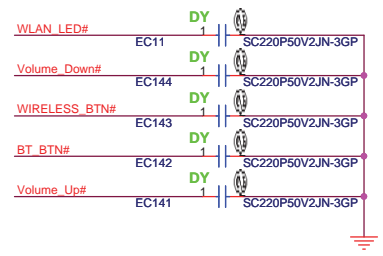 DY
WLAN_LED#
1
EC11
SC220P50V2JN-3GP
DY
Volume_Down#
1
EC144
SC220P50V2JN-3GP
DY
WIRELESS_BTN#
1
EC143
SC220P50V2JN-3GP
DY
BT_BTN#
1
EC142
SC220P50V2JN-3GP
DY
Volume_Up#
1
EC141
SC220P50V2JN-3GP